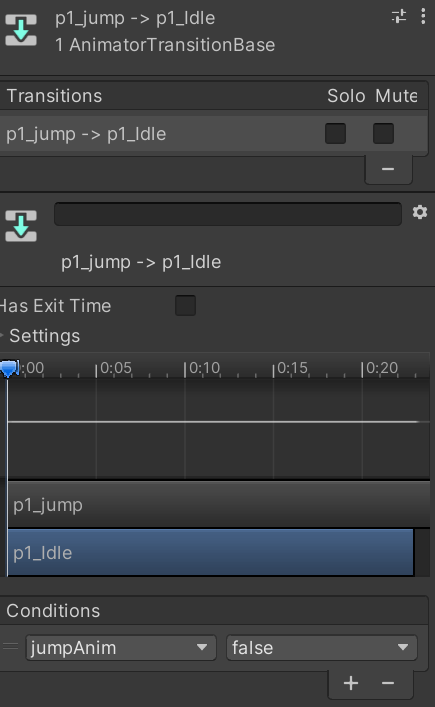 p1_jump -> p1_Idle
1 AnimatorTransitionBase
Transitions Solo Mute
p1_jump -> p1_Idle
p1_jump -> p1_Idle
Has Exit Time
Settings
:00 0:05 0:10 0:15 0:20
p1_jump
p1_Idle
Conditions
jumpAnim false